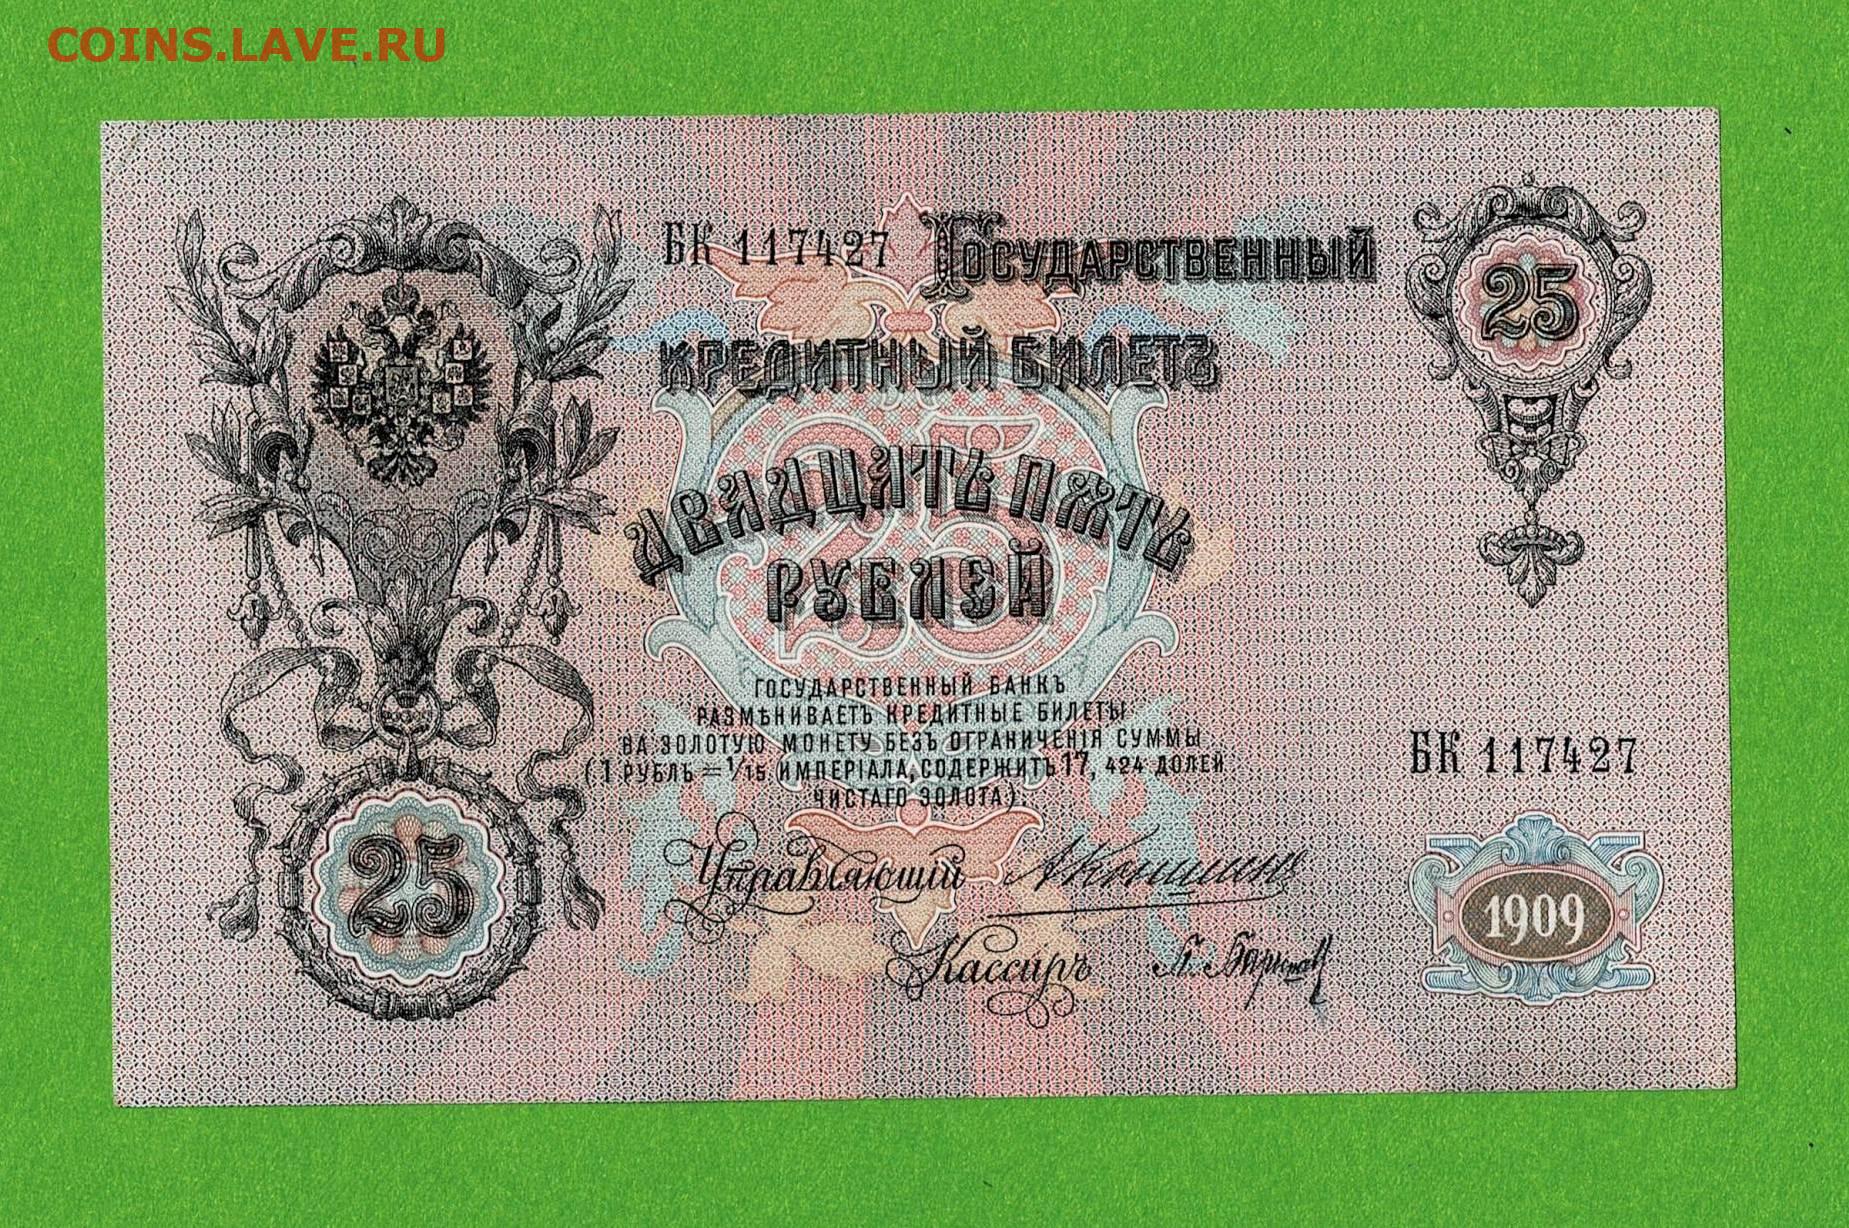 COINS.LAVE.RU
БК 117427 ГОСУДАРСТВЕННЫЙ
25
КРЕДИТНЫЙ БИЛЕТЪ
25
ДВАДЦАТЬ ПЯТЬ
РУБЛЕЙ
ГОСУДАРСТВЕННЫЙ БАНКЪ
РАЗМѢНИВАЕТЪ КРЕДИТНЫЕ БИЛЕТЫ
НА ЗОЛОТУЮ МОНЕТУ БЕЗЪ ОГРАНИЧЕНІЯ СУММЫ
(1 РУБЛЬ = 1/15 ИМПЕРІАЛА, СОДЕРЖИТЪ 17, 424 ДОЛЕЙ
ЧИСТАГО ЗОЛОТА).
БК 117427
25
Управляющій АКоншинъ
Кассиръ
1909